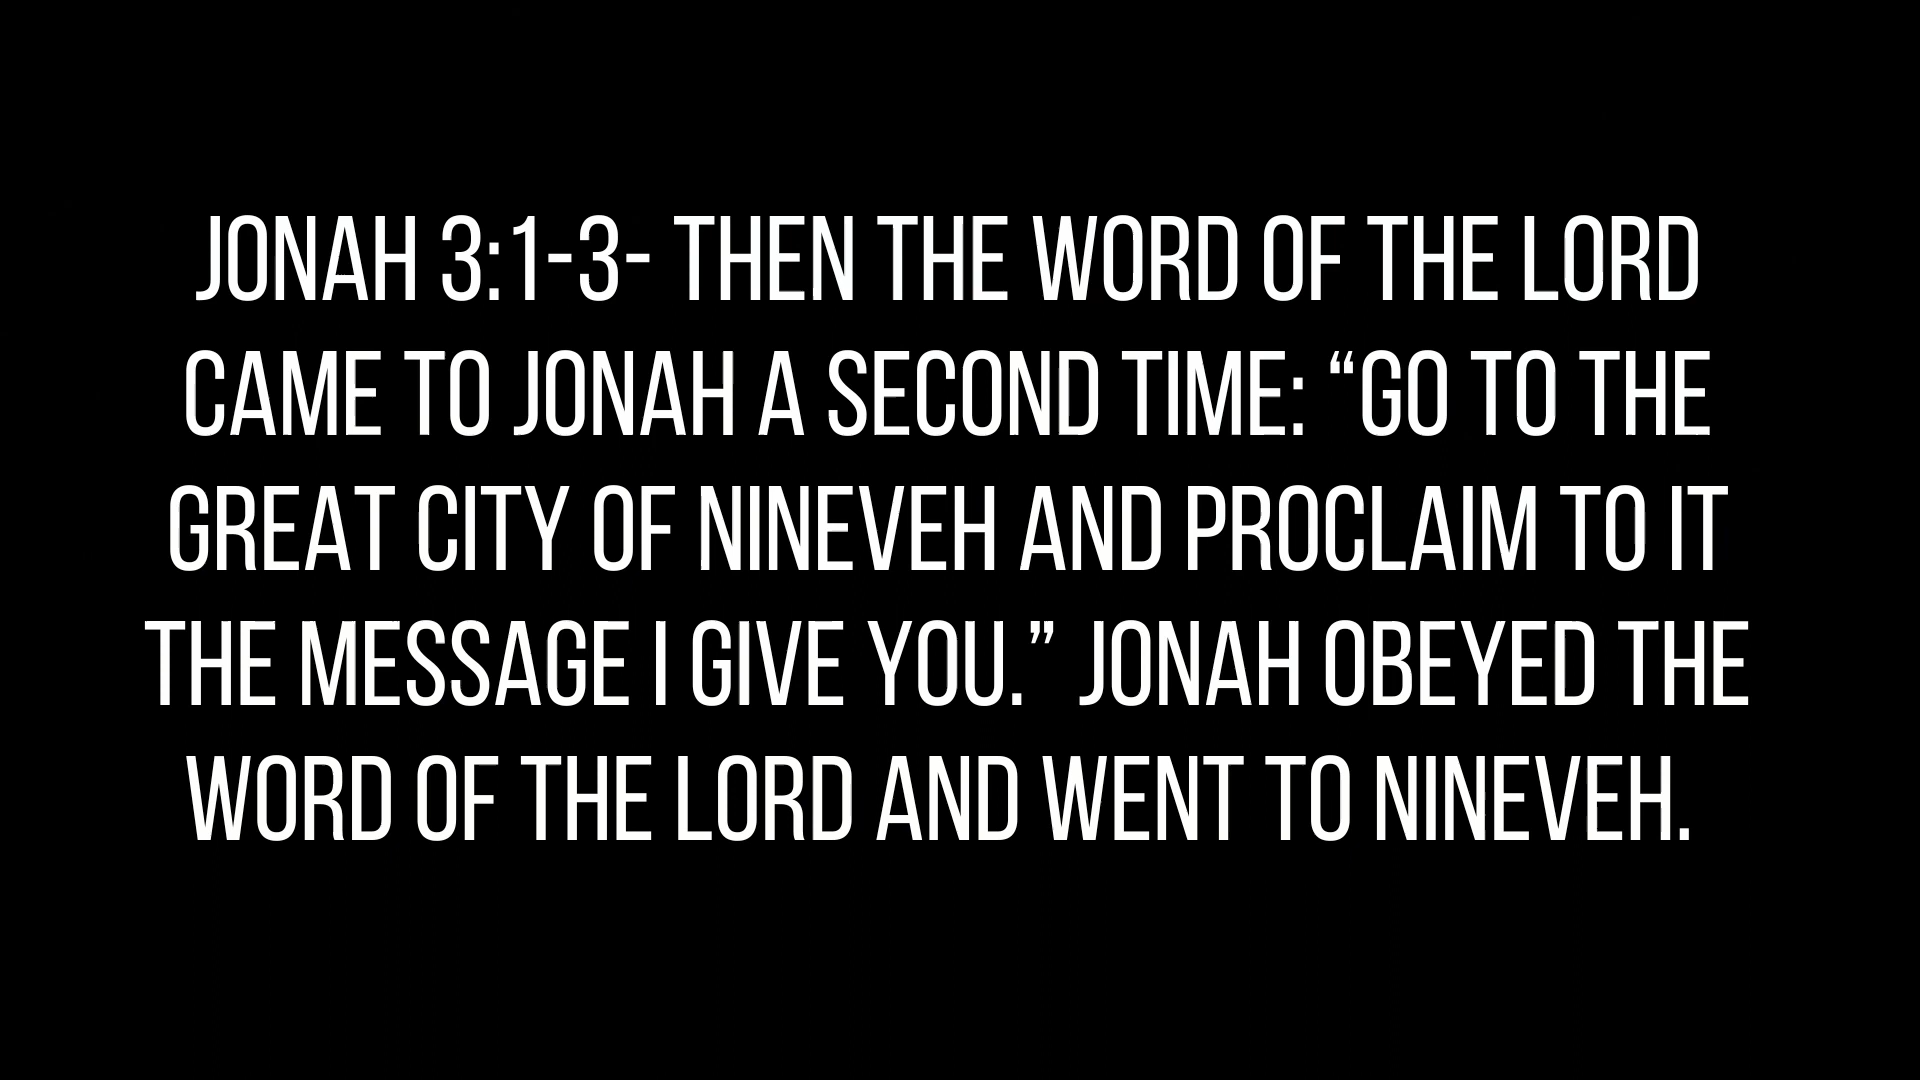 JONAH 3:1-3- THEN THE WORD OF THE LORD
CAME TO JONAH A SECOND TIME: “GO TO THE
GREAT CITY OF NINEVEH AND PROCLAIM TO IT
THE MESSAGE I GIVE YOU.” JONAH OBEYED THE
WORD OF THE LORD AND WENT TO NINEVEH.